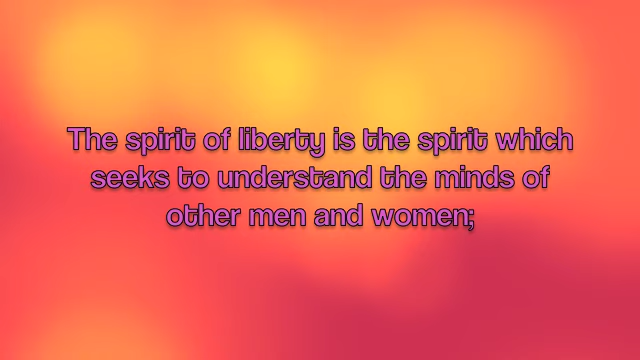 The spirit of liberty is the spirit which
seeks to understand the minds of
other men and women;